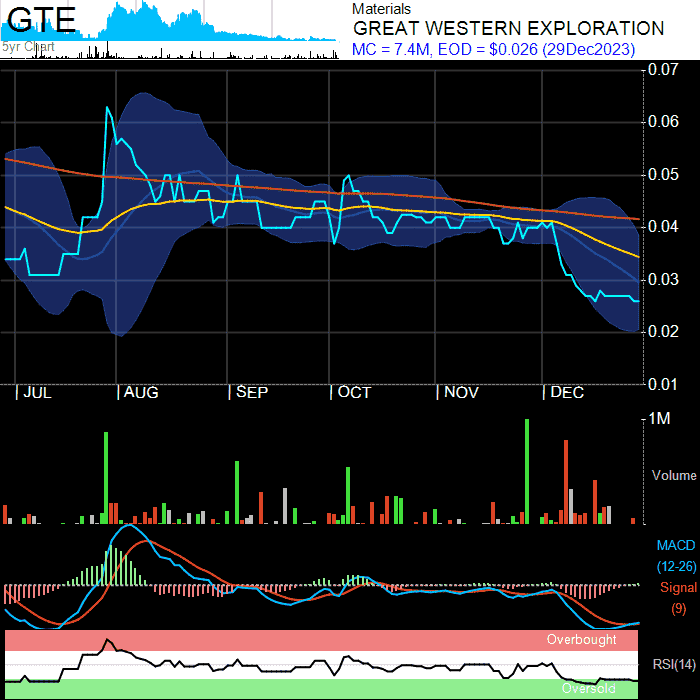 GTE
5yr Chart
Materials
GREAT WESTERN EXPLORATION
MC = 7.4M, EOD = $0.026 (29Dec2023)
0.07
0.06
0.05
0.04
0.03
0.02
0.01
JUL AUG SEP OCT NOV DEC
1M
Volume
MACD
(12-26)
Signal
(9)
Overbought
RSI(14)
Oversold